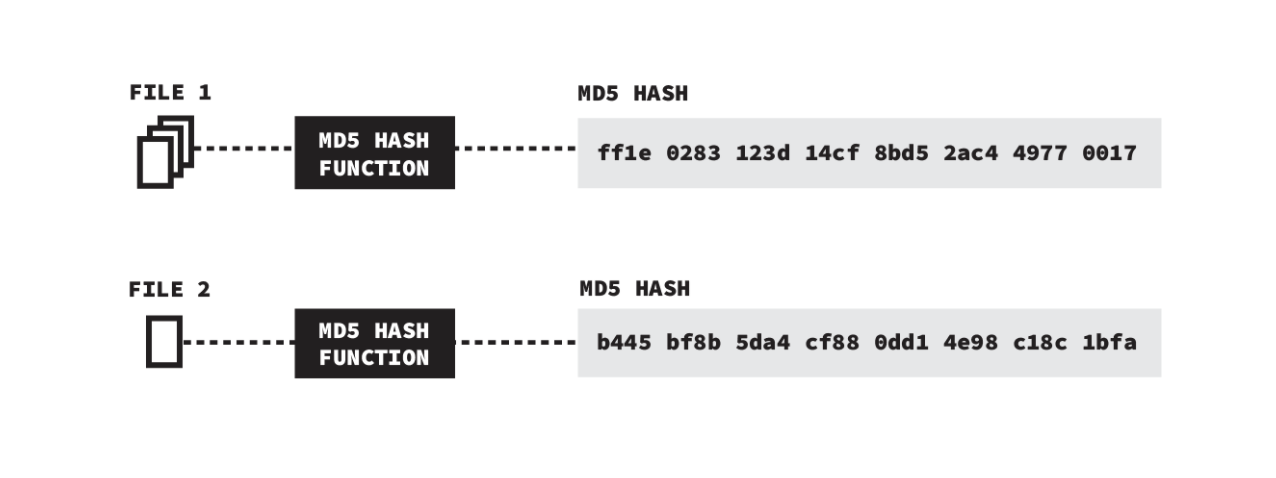 FILE 1
MD5 HASH
MD5 HASH
FUNCTION
ff1e 0283 123d 14cf 8bd5 2ac4 4977 0017
FILE 2
MD5 HASH
MD5 HASH
FUNCTION
b445 bf8b 5da4 cf88 0dd1 4e98 c18c 1bfa